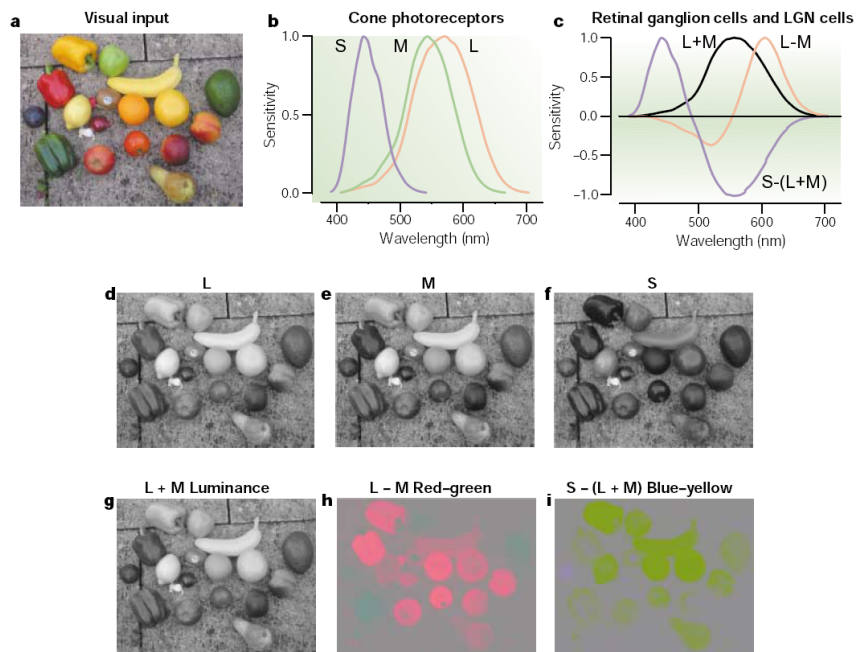 a Visual input
b Cone photoreceptors
c Retinal ganglion cells and LGN cells
1.0 S M L
0.5
0.0
Sensitivity
400 500 600 700
Wavelength (nm)
1.0 L+M L–M
0.5
0.0
–0.5
–1.0 S-(L+M)
Sensitivity
400 500 600 700
Wavelength (nm)
d L
e M
f S
g L + M Luminance
h L – M Red–green
i S – (L + M) Blue–yellow